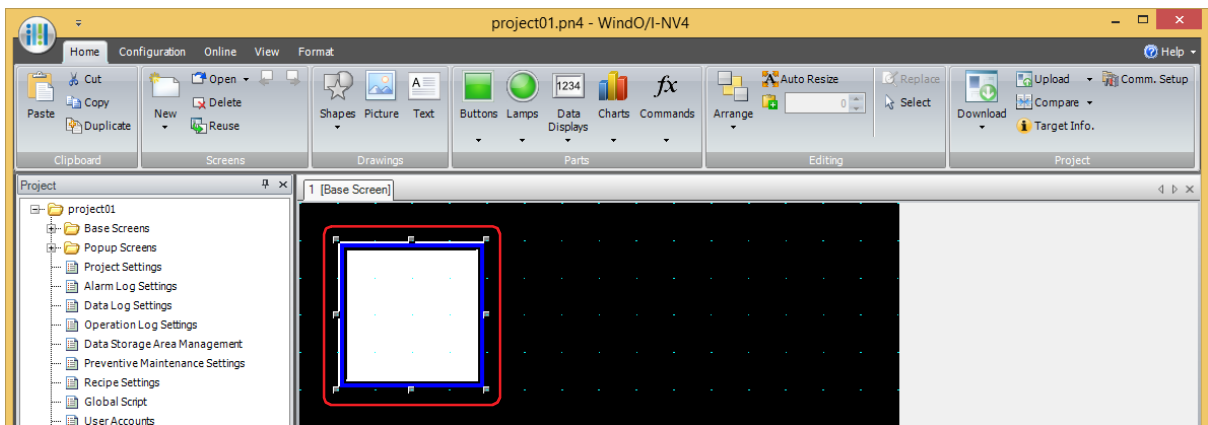 project01.pn4 - WindO/I-NV4
Home Configuration Online View Format Help
Cut Open Auto Resize Replace Upload Comm. Setup
Copy Delete 0 Select Compare
Paste New Shapes Picture Text Buttons Lamps Data Displays Charts Commands Arrange Download
Duplicate Reuse Target Info.
Clipboard Screens Drawings Parts Editing Project
Project
1 [Base Screen]
project01
Base Screens
Popup Screens
Project Settings
Alarm Log Settings
Data Log Settings
Operation Log Settings
Data Storage Area Management
Preventive Maintenance Settings
Recipe Settings
Global Script
User Accounts